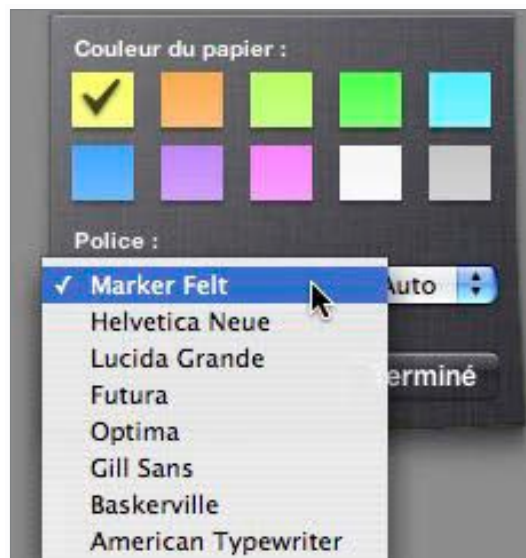 Couleur du papier :
Police :
✓ Marker Felt
Auto
Helvetica Neue
Lucida Grande
Futura
erminé
Optima
Gill Sans
Baskerville
American Typewriter